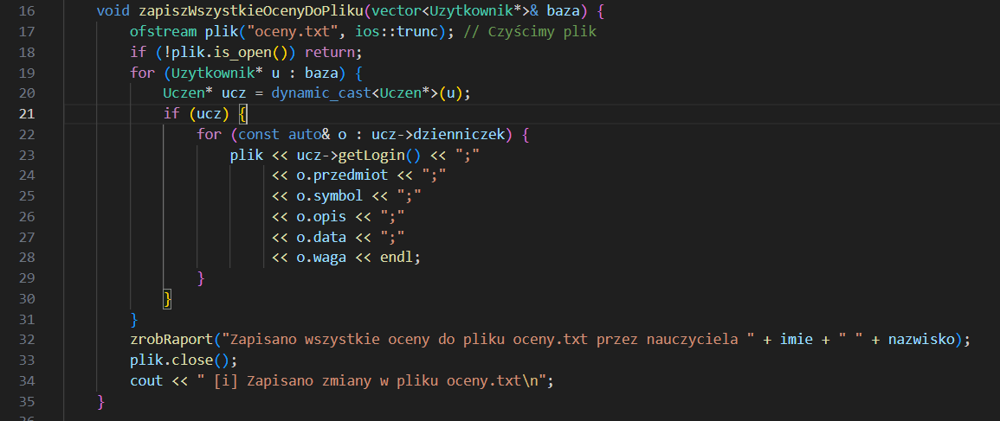 16 void zapiszWszystkieOcenyDoPliku(vector<Uzytkownik*>& baza) {
17 ofstream plik("oceny.txt", ios::trunc); // Czyścimy plik
18 if (!plik.is_open()) return;
19 for (Uzytkownik* u : baza) {
20 Uczen* ucz = dynamic_cast<Uczen*>(u);
21 if (ucz) {
22 for (const auto& o : ucz->dzienniczek) {
23 plik << ucz->getLogin() << ";"
24 << o.przedmiot << ";"
25 << o.symbol << ";"
26 << o.opis << ";"
27 << o.data << ";"
28 << o.waga << endl;
29 }
30 }
31 }
32 zrobRaport("Zapisano wszystkie oceny do pliku oceny.txt przez nauczyciela " + imie + " " + nazwisko);
33 plik.close();
34 cout << " [i] Zapisano zmiany w pliku oceny.txt\n";
35 }